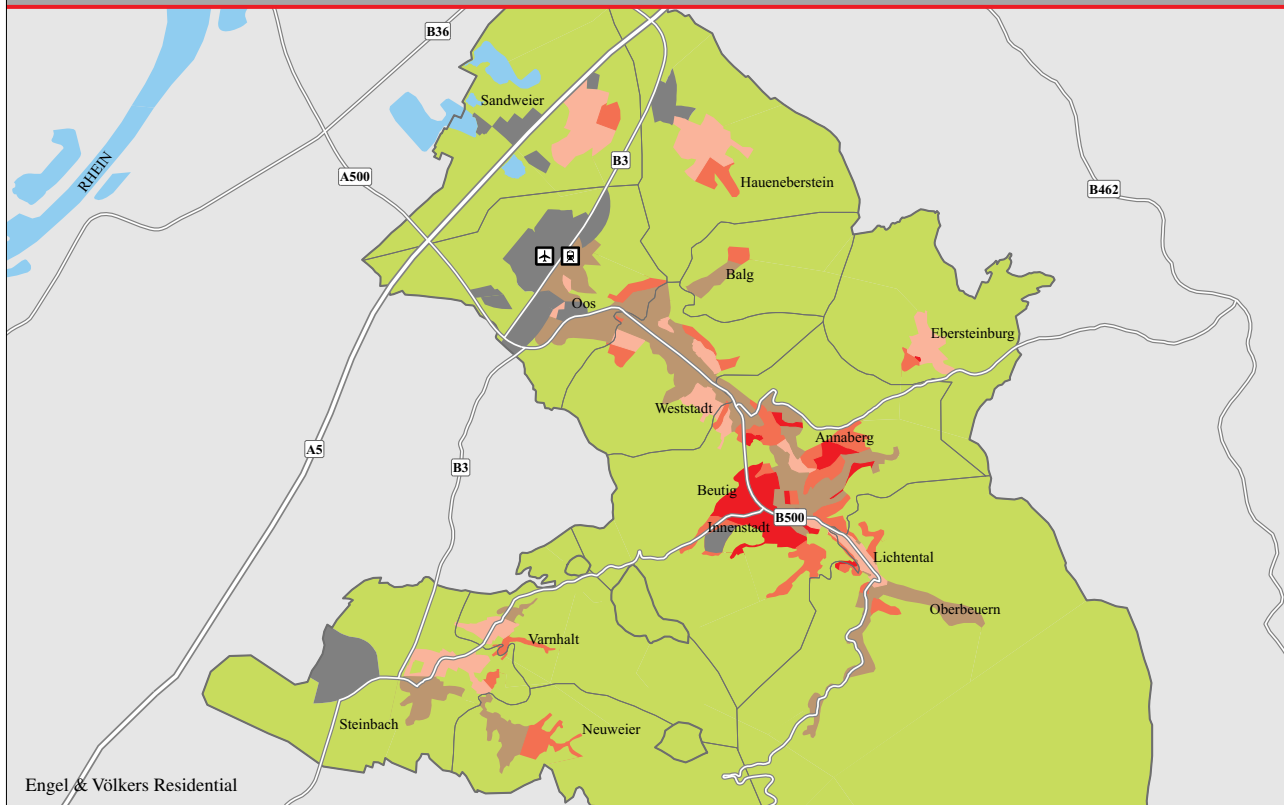 B36
Sandweier
RHEIN
A500
B3
Haueneberstein
B462
Balg
Oos
Ebersteinburg
Weststadt
Annaberg
A5
B3
Beutig
B500
Innenstadt
Lichtental
Oberbeuern
Varnhalt
Steinbach
Neuweier
Engel & Völkers Residential